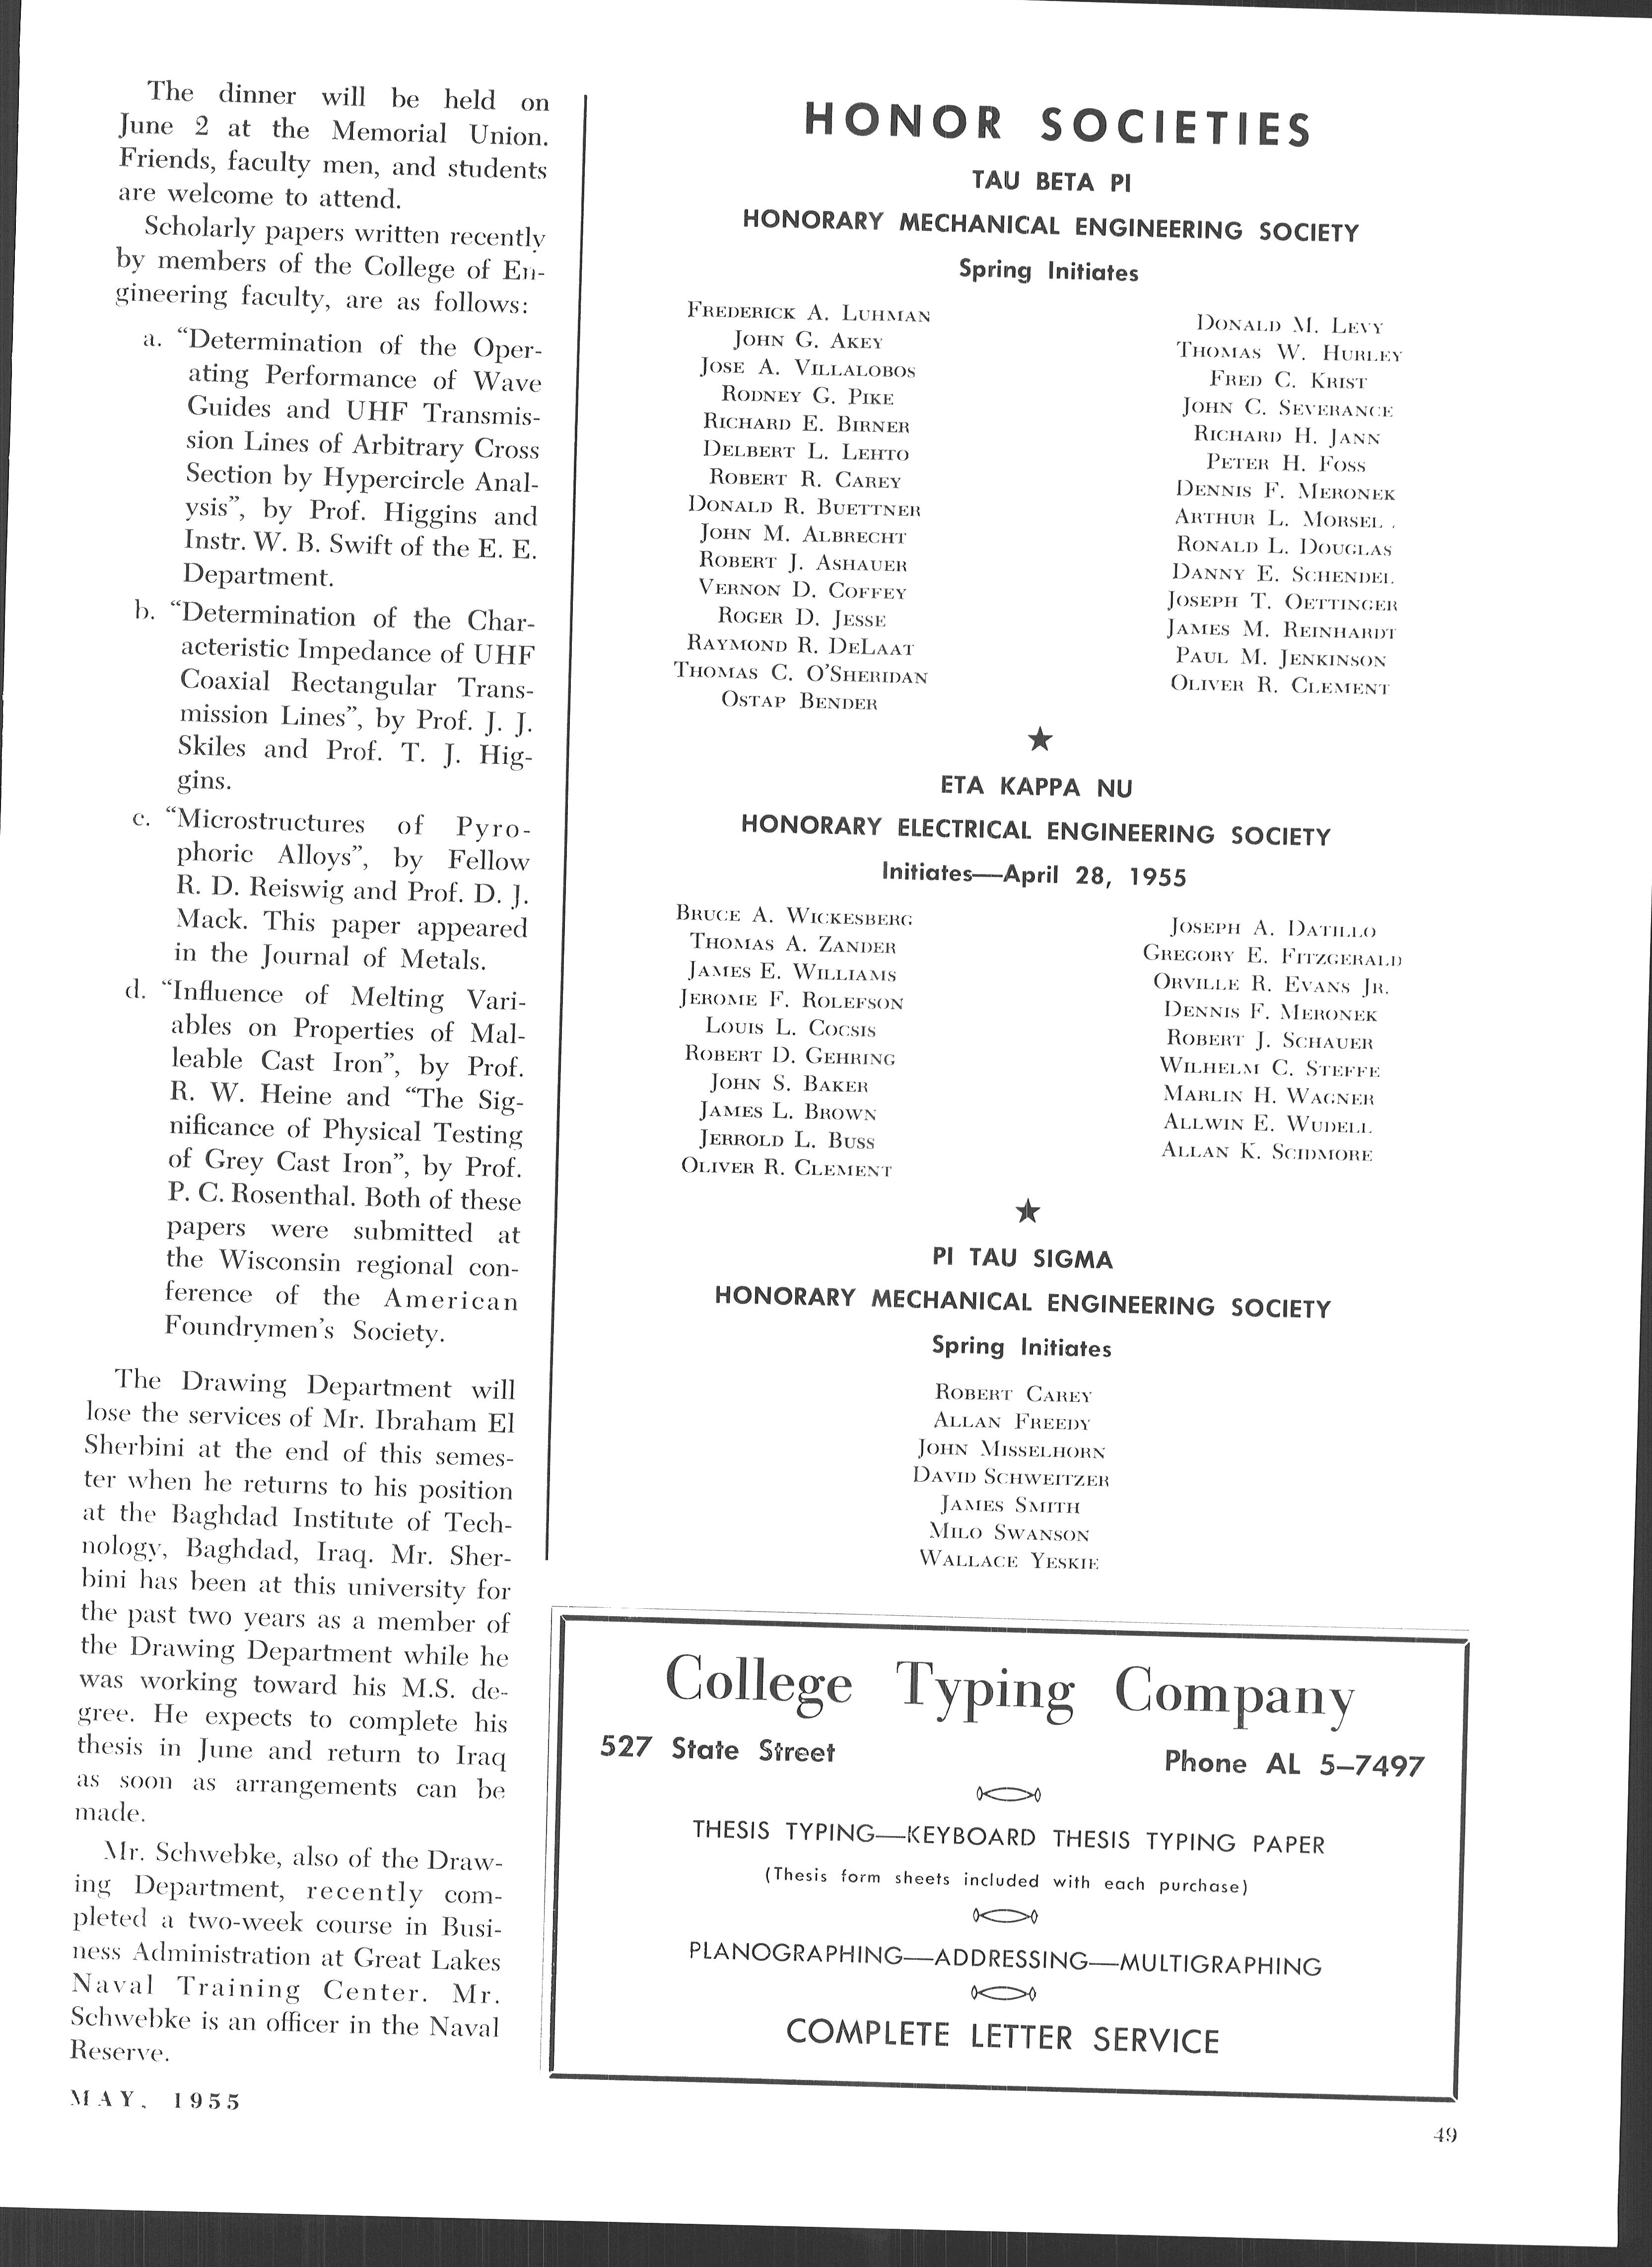 The dinner will be held on
June 2 at the Memorial Union.
Friends, faculty men, and students
are welcome to attend.
Scholarly papers written recently
by members of the College of En-
gineering faculty, are as follows:
a. “Determination of the Oper-
ating Performance of Wave
Guides and UHF Transmis-
sion Lines of Arbitrary Cross
Section by Hypercircle Anal-
ysis”, by Prof. Higgins and
Instr. W. B. Swift of the E. E.
Department.
b. “Determination of the Char-
acteristic Impedance of UHF
Coaxial Rectangular Trans-
mission Lines”, by Prof. J. J.
Skiles and Prof. T. J. Hig-
gins.
c. “Microstructures of Pyro-
phoric Alloys”, by Fellow
R. D. Reiswig and Prof. D. J.
Mack. This paper appeared
in the Journal of Metals.
d. “Influence of Melting Vari-
ables on Properties of Mal-
leable Cast Iron”, by Prof.
R. W. Heine and “The Sig-
nificance of Physical Testing
of Grey Cast Iron”, by Prof.
P. C. Rosenthal. Both of these
papers were submitted at
the Wisconsin regional con-
ference of the American
Foundrymen’s Society.
The Drawing Department will
lose the services of Mr. Ibraham El
Sherbini at the end of this semes-
ter when he returns to his position
at the Baghdad Institute of Tech-
nology, Baghdad, Iraq. Mr. Sher-
bini has been at this university for
the past two years as a member of
the Drawing Department while he
was working toward his M.S. de-
gree. He expects to complete his
thesis in June and return to Iraq
as soon as arrangements can be
made.
Mr. Schwebke, also of the Draw-
ing Department, recently com-
pleted a two-week course in Busi-
ness Administration at Great Lakes
Naval Training Center. Mr.
Schwebke is an officer in the Naval
Reserve.
HONOR SOCIETIES
TAU BETA PI
HONORARY MECHANICAL ENGINEERING SOCIETY
Spring Initiates
FREDERICK A. LUHMAN
JOHN G. AKEY
JOSE A. VILLALOBOS
RODNEY G. PIKE
RICHARD E. BIRNER
DELBERT L. LEHTO
ROBERT R. CAREY
DONALD R. BUETTNER
JOHN M. ALBRECHT
ROBERT J. ASHAUER
VERNON D. COFFEY
ROGER D. JESSE
RAYMOND R. DELAAT
THOMAS C. O’SHERIDAN
OSTAP BENDER
DONALD M. LEVY
THOMAS W. HURLEY
FRED C. KRIST
JOHN C. SEVERANCE
RICHARD H. JANN
PETER H. FOSS
DENNIS F. MERONEK
ARTHUR L. MORSEL .
RONALD L. DOUGLAS
DANNY E. SCHENDEL
JOSEPH T. OETTINGER
JAMES M. REINHARDT
PAUL M. JENKINSON
OLIVER R. CLEMENT
★
ETA KAPPA NU
HONORARY ELECTRICAL ENGINEERING SOCIETY
Initiates—April 28, 1955
BRUCE A. WICKESBERG
THOMAS A. ZANDER
JAMES E. WILLIAMS
JEROME F. ROLEFSON
LOUIS L. COCSIS
ROBERT D. GEHRING
JOHN S. BAKER
JAMES L. BROWN
JERROLD L. BUSS
OLIVER R. CLEMENT
JOSEPH A. DATILLO
GREGORY E. FITZGERALD
ORVILLE R. EVANS JR.
DENNIS F. MERONEK
ROBERT J. SCHAUER
WILHELM C. STEFFE
MARLIN H. WAGNER
ALLWIN E. WUDELL
ALLAN K. SCIDMORE
★
PI TAU SIGMA
HONORARY MECHANICAL ENGINEERING SOCIETY
Spring Initiates
ROBERT CAREY
ALLAN FREEDY
JOHN MISSELHORN
DAVID SCHWEITZER
JAMES SMITH
MILO SWANSON
WALLACE YESKIE
College Typing Company
527 State Street Phone AL 5–7497
THESIS TYPING—KEYBOARD THESIS TYPING PAPER
(Thesis form sheets included with each purchase)
PLANOGRAPHING—ADDRESSING—MULTIGRAPHING
COMPLETE LETTER SERVICE
MAY, 1955
49